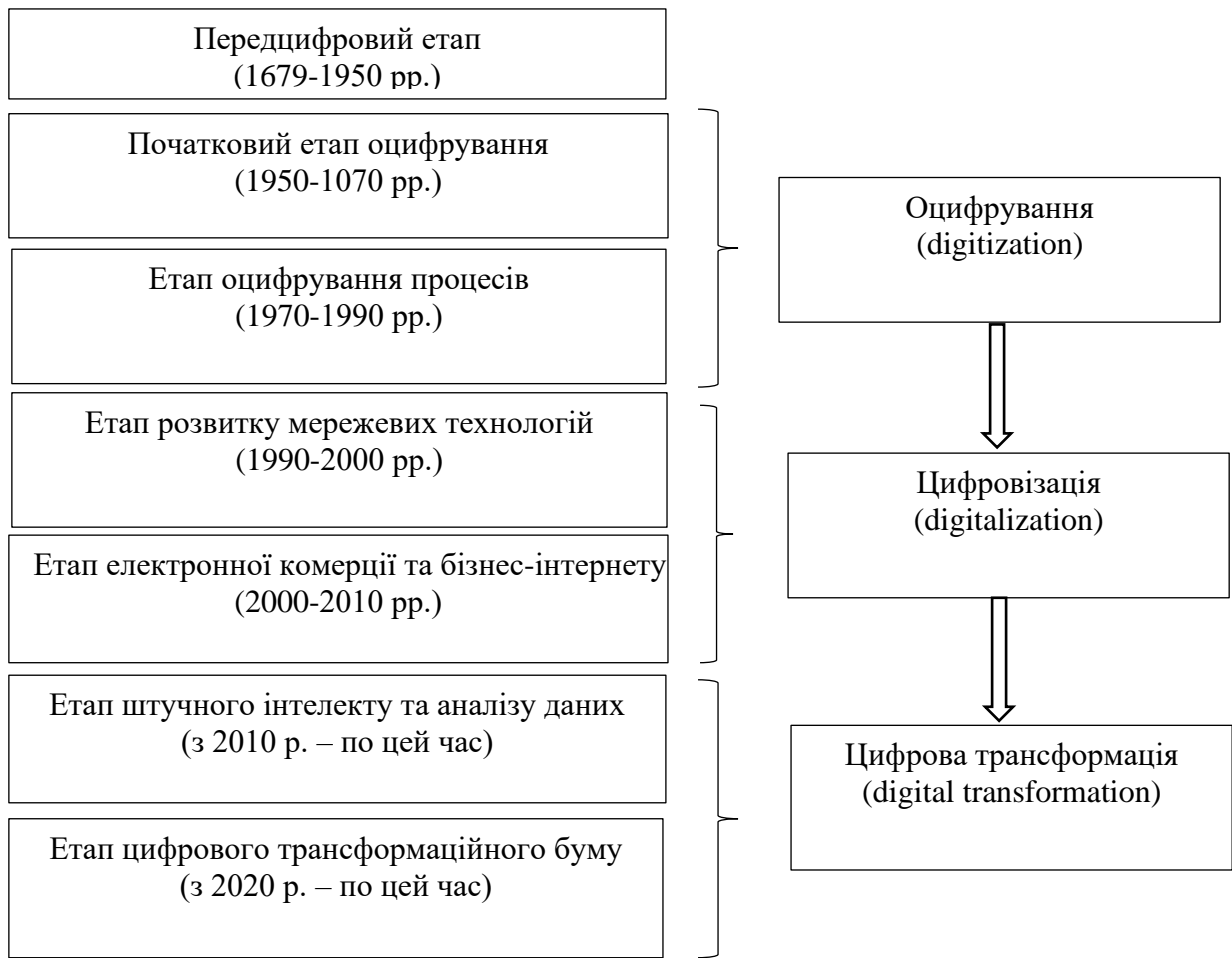 Передцифровий етап
(1679-1950 рр.)
Початковий етап оцифрування
(1950-1070 рр.)
Етап оцифрування процесів
(1970-1990 рр.)
Етап розвитку мережевих технологій
(1990-2000 рр.)
Етап електронної комерції та бізнес-інтернету
(2000-2010 рр.)
Етап штучного інтелекту та аналізу даних
(з 2010 р. – по цей час)
Етап цифрового трансформаційного буму
(з 2020 р. – по цей час)
Оцифрування
(digitization)
Цифровізація
(digitalization)
Цифрова трансформація
(digital transformation)